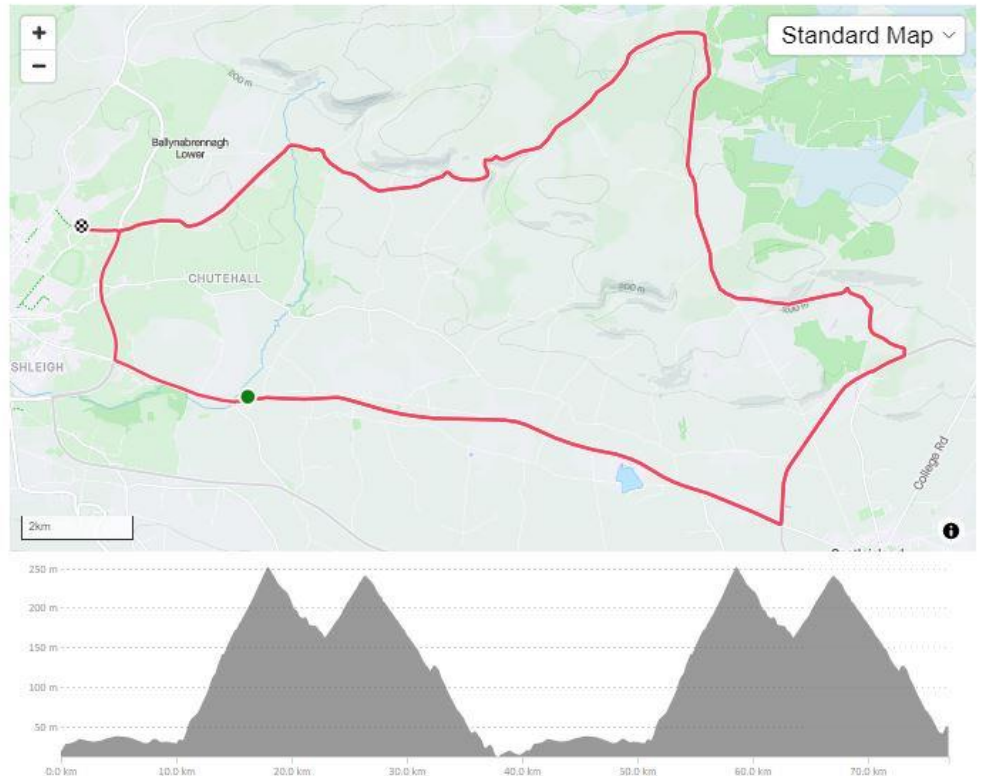 +
−
Standard Map
200 m
Ballynabrennagh
Lower
CHUTEHALL
SHLEIGH
College Rd
2km
250 m
200 m
150 m
100 m
50 m
0.0 km 10.0 km 20.0 km 30.0 km 40.0 km 50.0 km 60.0 km 70.0 km